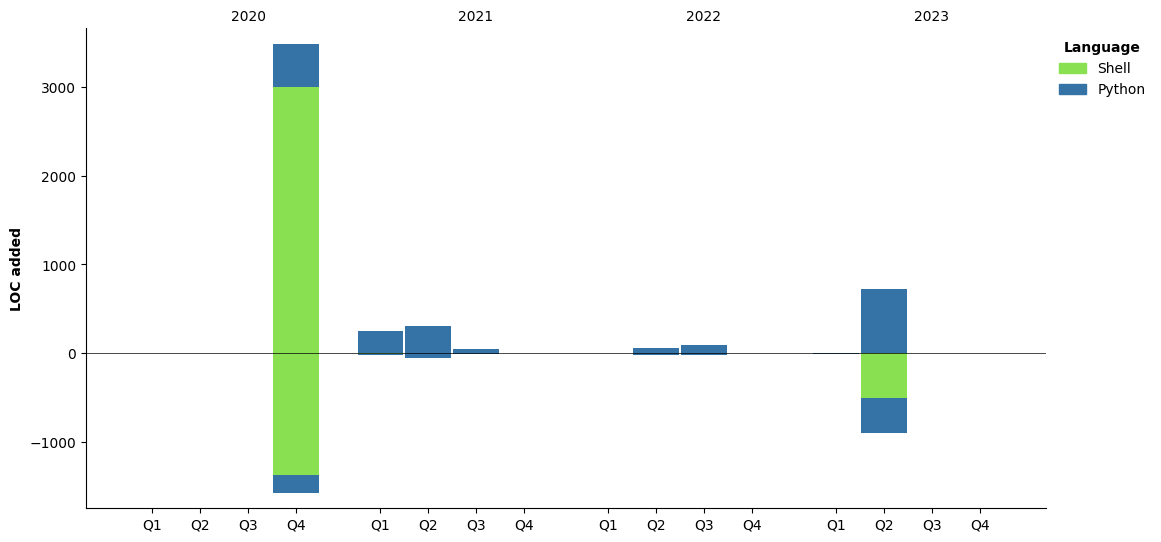 2020 2021 2022 2023
Language
Shell
Python
LOC added
3000
2000
1000
0
−1000
Q1 Q2 Q3 Q4 Q1 Q2 Q3 Q4 Q1 Q2 Q3 Q4 Q1 Q2 Q3 Q4